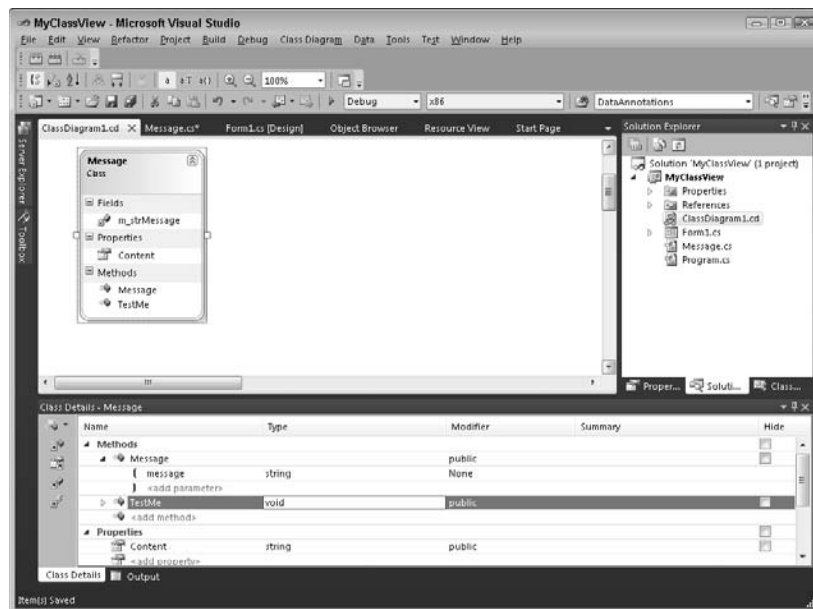 MyClassView - Microsoft Visual Studio
File Edit View Refactor Project Build Debug Class Diagram Data Tools Test Window Help
100%
Debug x86 DataAnnotations
ClassDiagram1.cd Message.cs* Form1.cs [Design] Object Browser Resource View Start Page
Server Explorer
Toolbox
Message
Class
Fields
m_strMessage
Properties
Content
Methods
Message
TestMe
Solution Explorer
Solution 'MyClassView' (1 project)
MyClassView
Properties
References
ClassDiagram1.cd
Form1.cs
Message.cs
Program.cs
Proper... Soluti... Class...
Class Details - Message
Name Type Modifier Summary Hide
Methods
Message public
( message string None
) <add parameter>
TestMe void public
<add method>
Properties
Content string public
<add property>
Class Details Output
Item(s) Saved